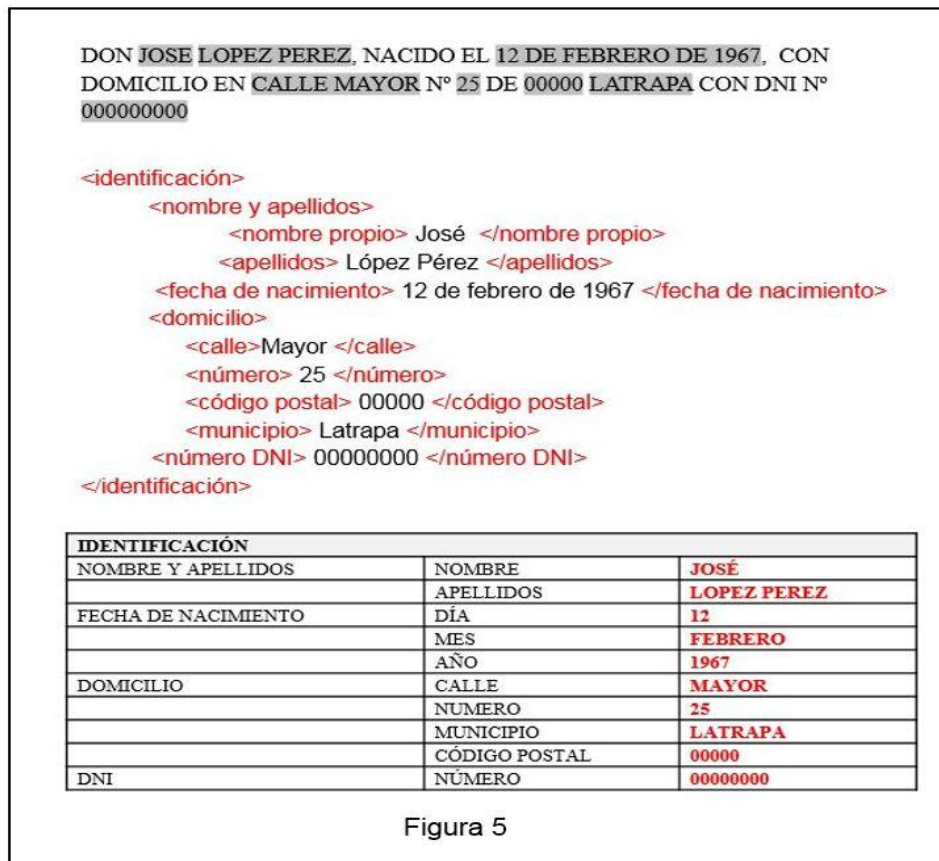 DON JOSE LOPEZ PEREZ, NACIDO EL 12 DE FEBRERO DE 1967, CON
DOMICILIO EN CALLE MAYOR Nº 25 DE 00000 LATRAPA CON DNI Nº
000000000
<identificación>
<nombre y apellidos>
<nombre propio> José </nombre propio>
<apellidos> López Pérez </apellidos>
<fecha de nacimiento> 12 de febrero de 1967 </fecha de nacimiento>
<domicilio>
<calle>Mayor </calle>
<número> 25 </número>
<código postal> 00000 </código postal>
<municipio> Latrapa </municipio>
<número DNI> 00000000 </número DNI>
</identificación>
IDENTIFICACIÓN
NOMBRE Y APELLIDOS NOMBRE JOSÉ
APELLIDOS LOPEZ PEREZ
FECHA DE NACIMIENTO DÍA 12
MES FEBRERO
AÑO 1967
DOMICILIO CALLE MAYOR
NUMERO 25
MUNICIPIO LATRAPA
CÓDIGO POSTAL 00000
DNI NÚMERO 00000000
Figura 5